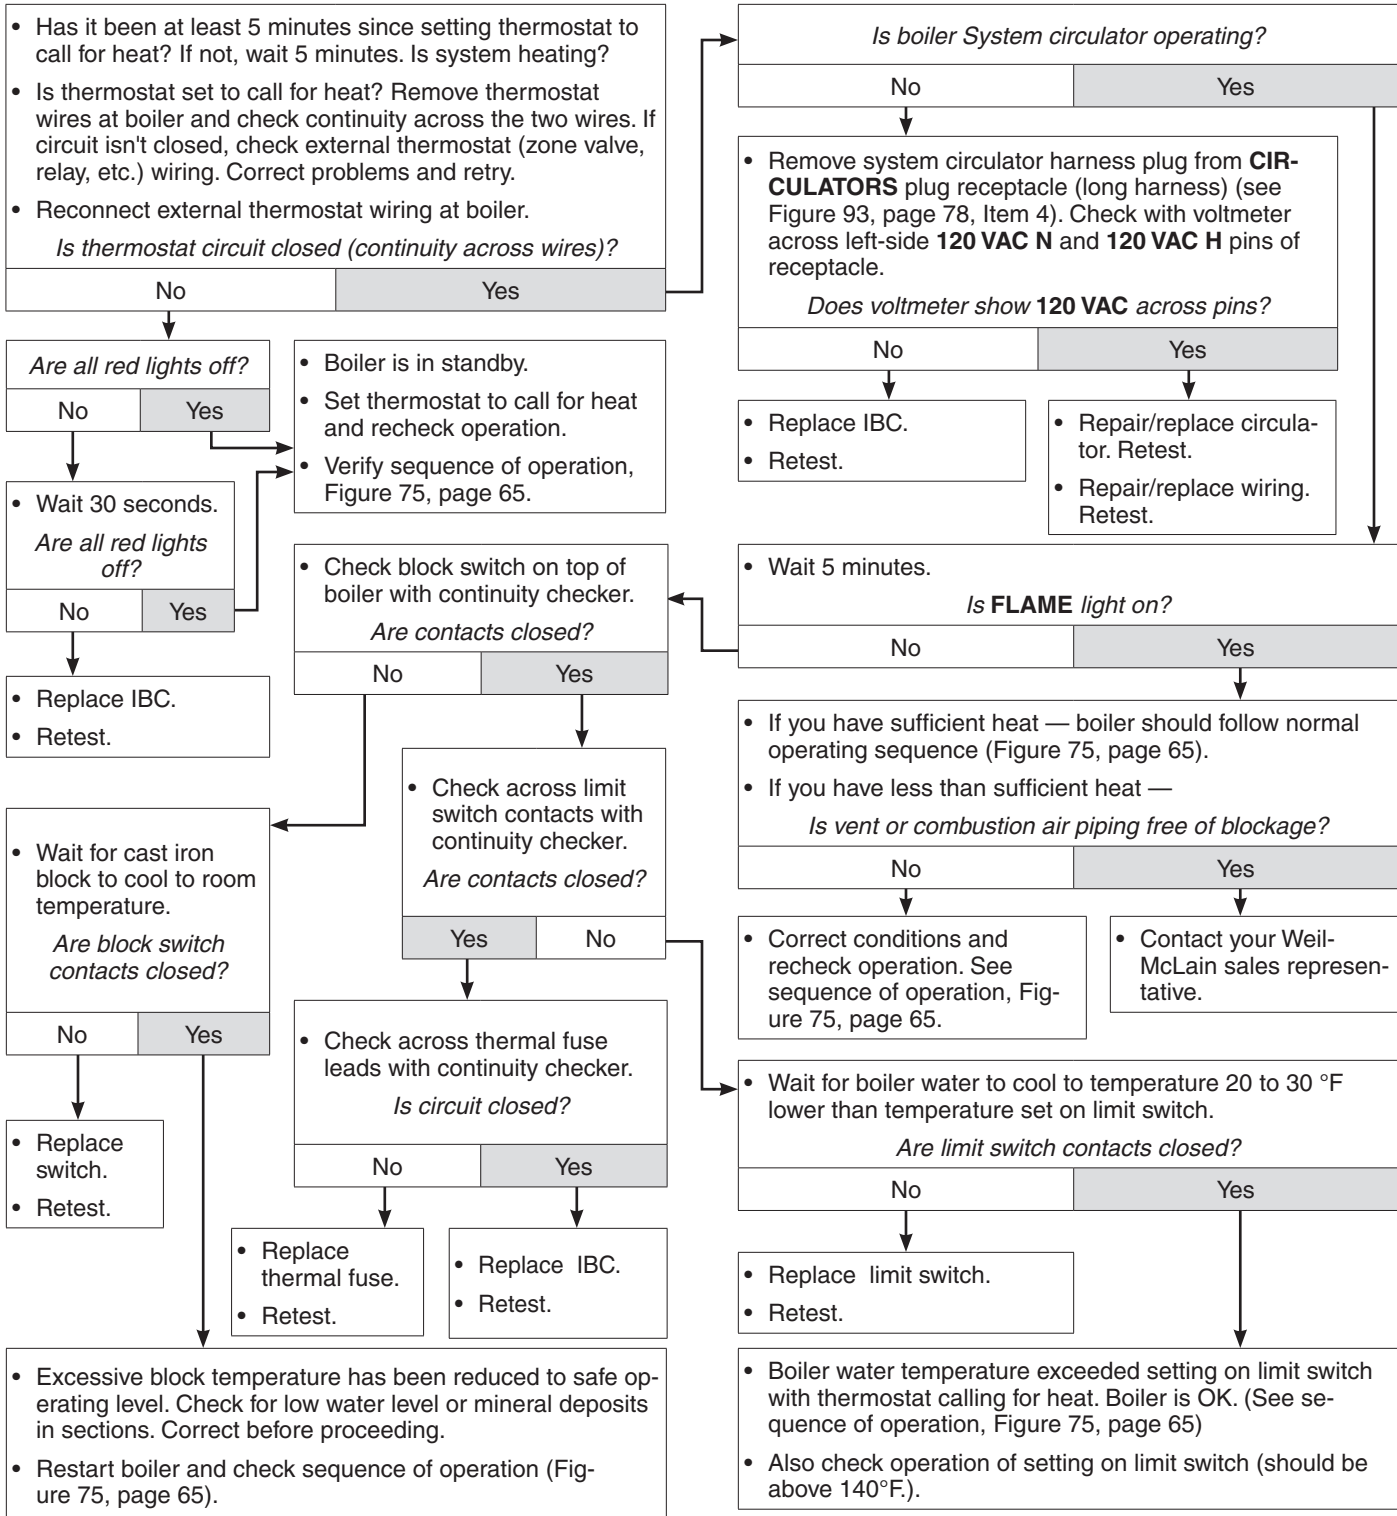 • Has it been at least 5 minutes since setting thermostat to
call for heat? If not, wait 5 minutes. Is system heating?
• Is thermostat set to call for heat? Remove thermostat
wires at boiler and check continuity across the two wires. If
circuit isn't closed, check external thermostat (zone valve,
relay, etc.) wiring. Correct problems and retry.
• Reconnect external thermostat wiring at boiler.
Is thermostat circuit closed (continuity across wires)?
No
Yes
Are all red lights off?
No
Yes
• Boiler is in standby.
• Set thermostat to call for heat
and recheck operation.
• Verify sequence of operation,
Figure 75, page 65.
• Wait 30 seconds.
Are all red lights
off?
No
Yes
• Replace IBC.
• Retest.
Is boiler System circulator operating?
No
Yes
• Remove system circulator harness plug from CIR-
CULATORS plug receptacle (long harness) (see
Figure 93, page 78, Item 4). Check with voltmeter
across left-side 120 VAC N and 120 VAC H pins of
receptacle.
Does voltmeter show 120 VAC across pins?
No
Yes
• Replace IBC.
• Retest.
• Repair/replace circula-
tor. Retest.
• Repair/replace wiring.
Retest.
• Wait 5 minutes.
Is FLAME light on?
No
Yes
• Check block switch on top of
boiler with continuity checker.
Are contacts closed?
No
Yes
• If you have sufficient heat — boiler should follow normal
operating sequence (Figure 75, page 65).
• If you have less than sufficient heat —
Is vent or combustion air piping free of blockage?
No
Yes
• Correct conditions and
recheck operation. See
sequence of operation, Fig-
ure 75, page 65.
• Contact your Weil-
McLain sales represen-
tative.
• Check across limit
switch contacts with
continuity checker.
Are contacts closed?
Yes
No
• Wait for cast iron
block to cool to room
temperature.
Are block switch
contacts closed?
No
Yes
• Replace
switch.
• Retest.
• Check across thermal fuse
leads with continuity checker.
Is circuit closed?
No
Yes
• Replace
thermal fuse.
• Retest.
• Replace IBC.
• Retest.
• Wait for boiler water to cool to temperature 20 to 30 °F
lower than temperature set on limit switch.
Are limit switch contacts closed?
No
Yes
• Replace limit switch.
• Retest.
• Excessive block temperature has been reduced to safe op-
erating level. Check for low water level or mineral deposits
in sections. Correct before proceeding.
• Restart boiler and check sequence of operation (Fig-
ure 75, page 65).
• Boiler water temperature exceeded setting on limit switch
with thermostat calling for heat. Boiler is OK. (See se-
quence of operation, Figure 75, page 65)
• Also check operation of setting on limit switch (should be
above 140°F.).